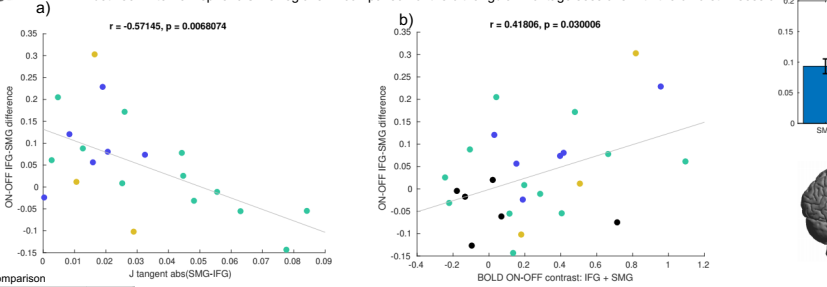 a)
r = -0.57145, p = 0.0068074
0.35
0.3
0.25
0.2
0.15
0.1
0.05
0
-0.05
-0.1
-0.15
ON-OFF IFG-SMG difference
0 0.01 0.02 0.03 0.04 0.05 0.06 0.07 0.08 0.09
J tangent abs(SMG-IFG)
omparison
b)
r = 0.41806, p = 0.030006
0.35
0.3
0.25
0.2
0.15
0.1
0.05
0
-0.05
-0.1
-0.15
ON-OFF IFG-SMG difference
-0.4 -0.2 0 0.2 0.4 0.6 0.8 1 1.2
BOLD ON-OFF contrast: IFG + SMG
0.2
0.15
0.1
0.05
0
SM